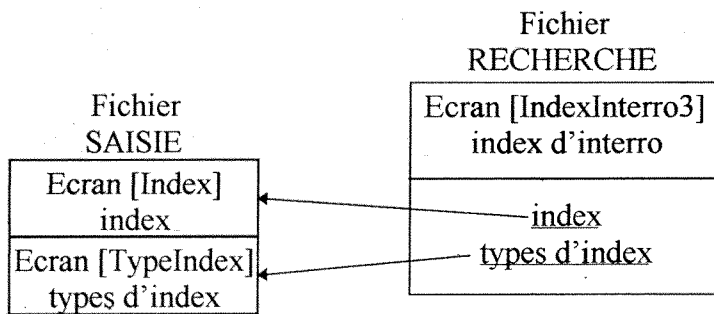 Fichier
SAISIE
Ecran [Index]
index
Ecran [TypeIndex]
types d'index
Fichier
RECHERCHE
Ecran [IndexInterro3]
index d'interro
index
types d'index